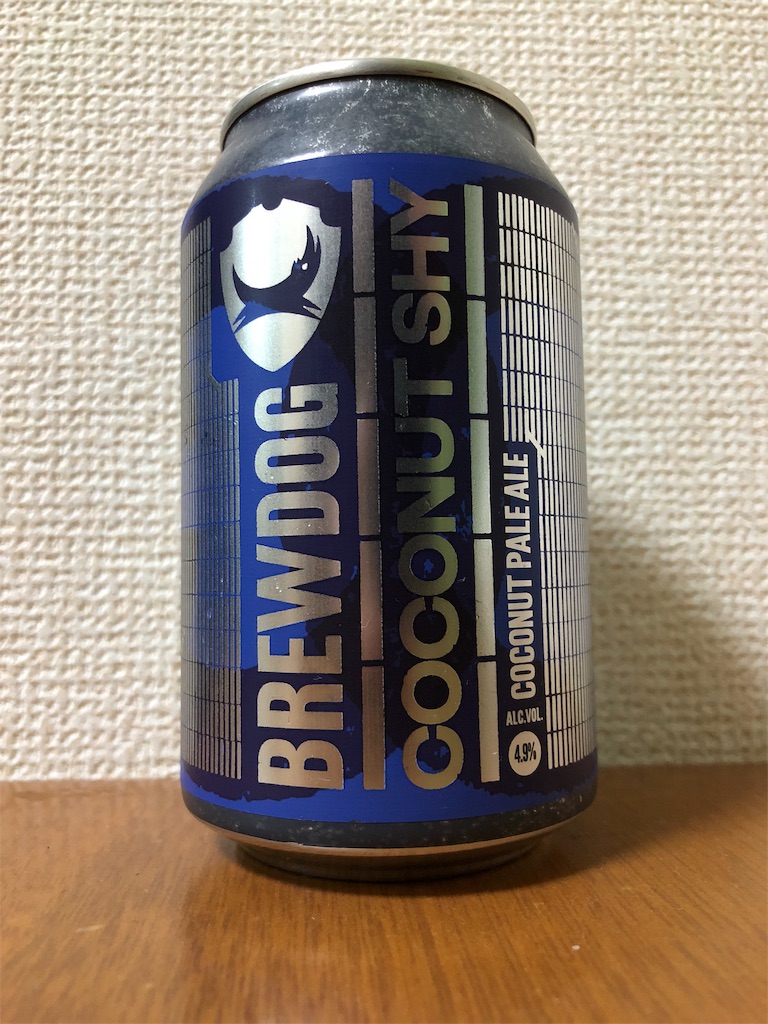 BREWDOG
COCONUT SHY
COCONUT PALE ALE
ALC.VOL.
4.9%